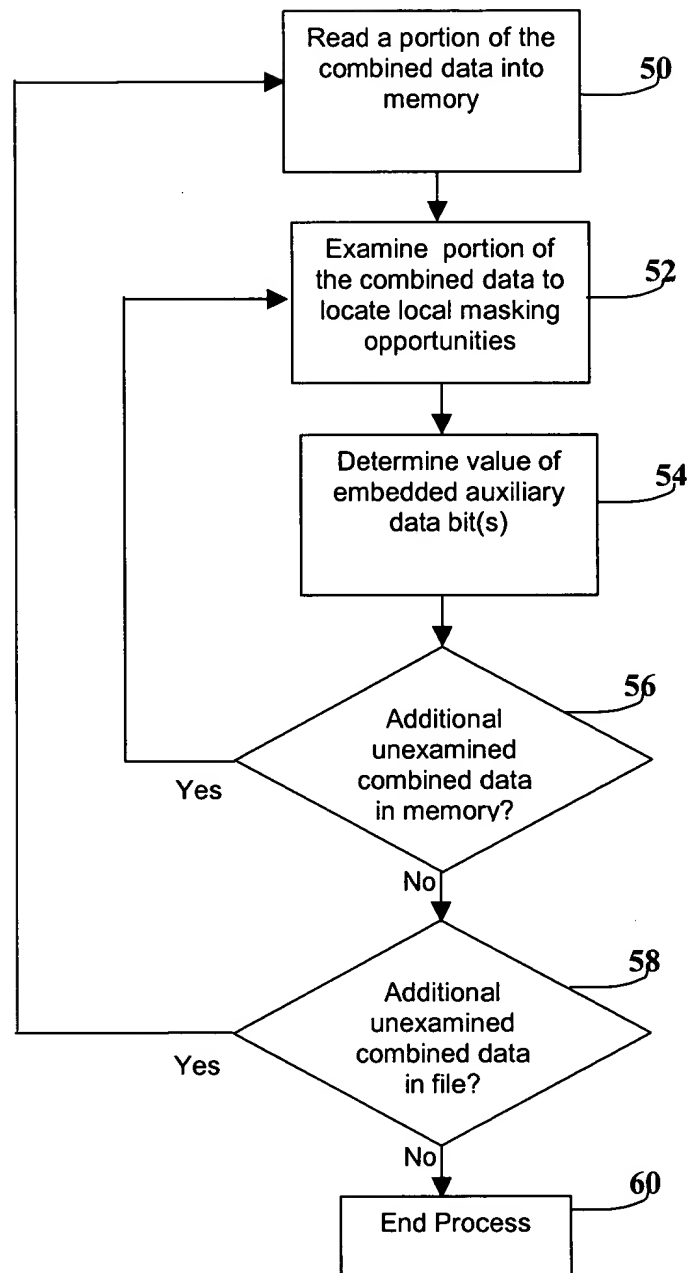 Read a portion of the
combined data into
memory
50
Examine portion of
the combined data to
locate local masking
opportunities
52
Determine value of
embedded auxiliary
data bit(s)
54
56
Additional
unexamined
combined data
in memory?
Yes
No
58
Additional
unexamined
combined data
in file?
Yes
No
60
End Process